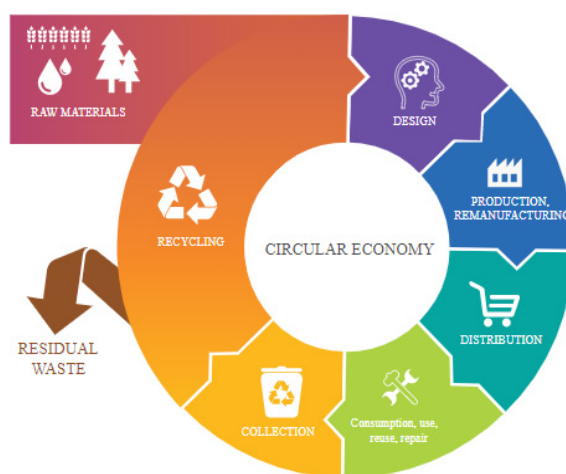 RAW MATERIALS
DESIGN
PRODUCTION,
REMANUFACTURING
RECYCLING
CIRCULAR ECONOMY
DISTRIBUTION
RESIDUAL
WASTE
COLLECTION
Consumption, use,
reuse, repair